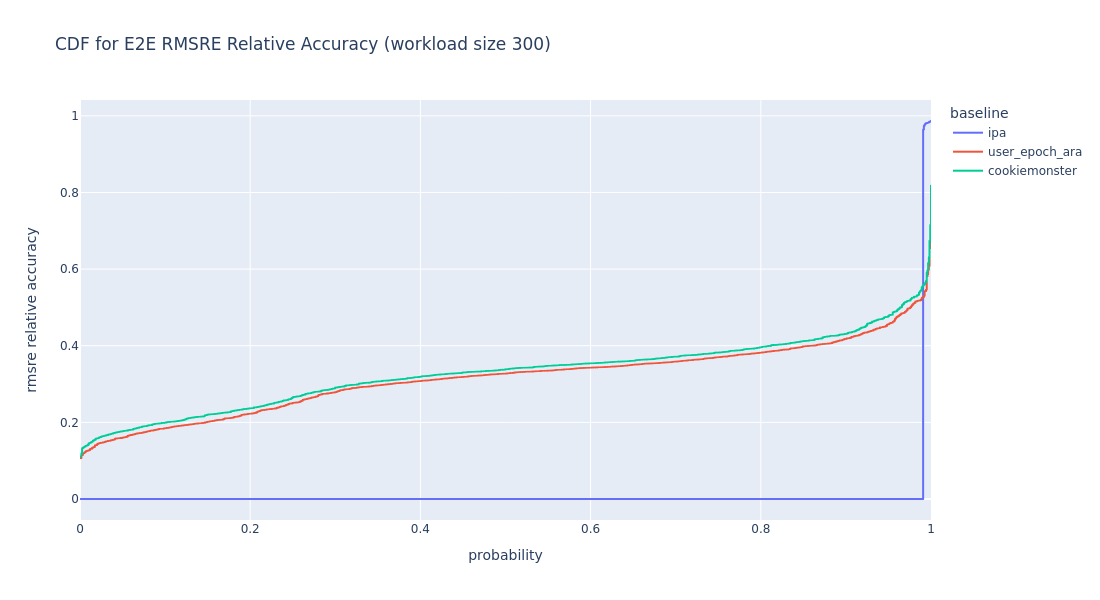 CDF for E2E RMSRE Relative Accuracy (workload size 300)
baseline
ipa
user_epoch_ara
cookiemonster
rmsre relative accuracy
1
0.8
0.6
0.4
0.2
0
0
0.2
0.4
0.6
0.8
1
probability